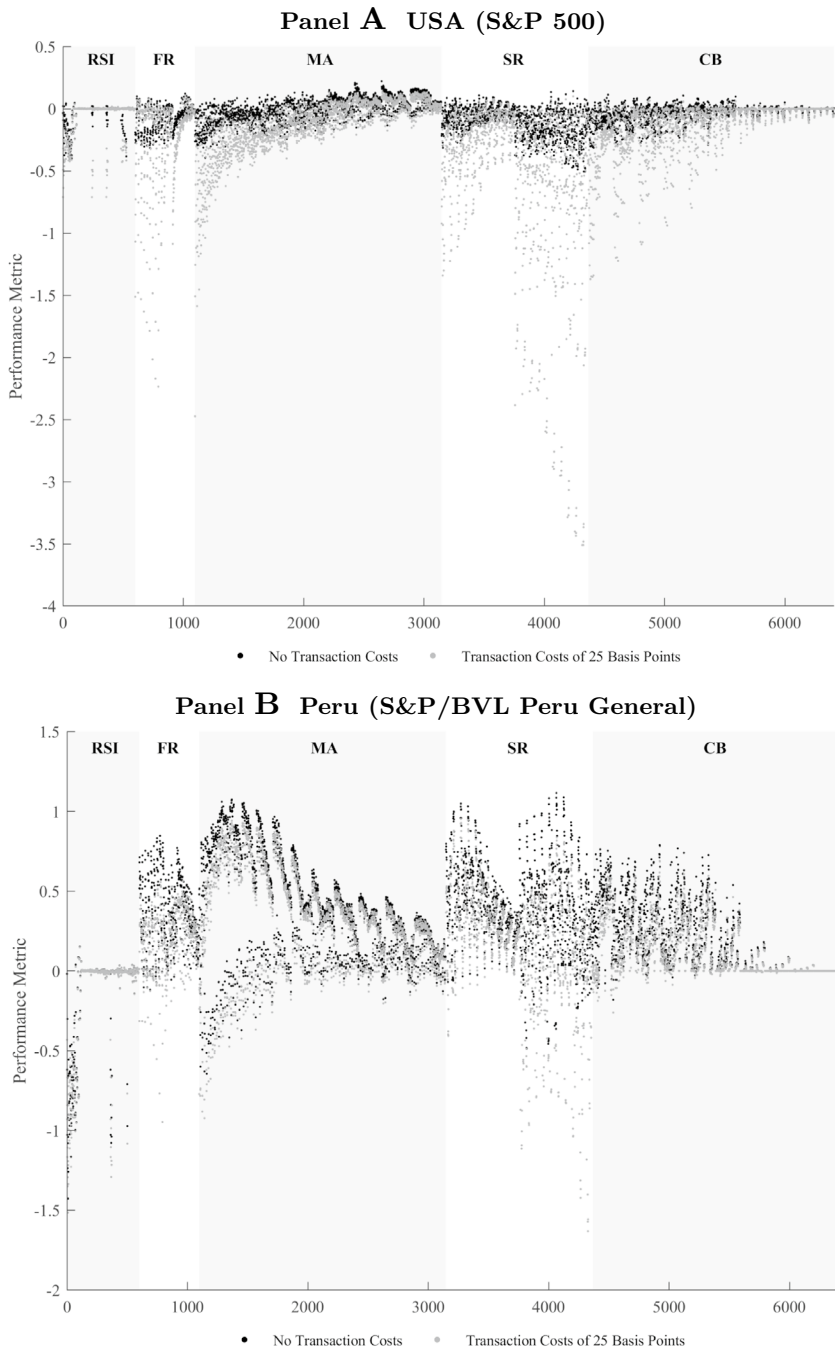 Panel A USA (S&P 500)
RSI FR MA SR CB
0.5
0
-0.5
-1
-1.5
-2
-2.5
-3
-3.5
-4
Performance Metric
0 1000 2000 3000 4000 5000 6000
No Transaction Costs Transaction Costs of 25 Basis Points
Panel B Peru (S&P/BVL Peru General)
RSI FR MA SR CB
1.5
1
0.5
0
-0.5
-1
-1.5
-2
Performance Metric
0 1000 2000 3000 4000 5000 6000
No Transaction Costs Transaction Costs of 25 Basis Points